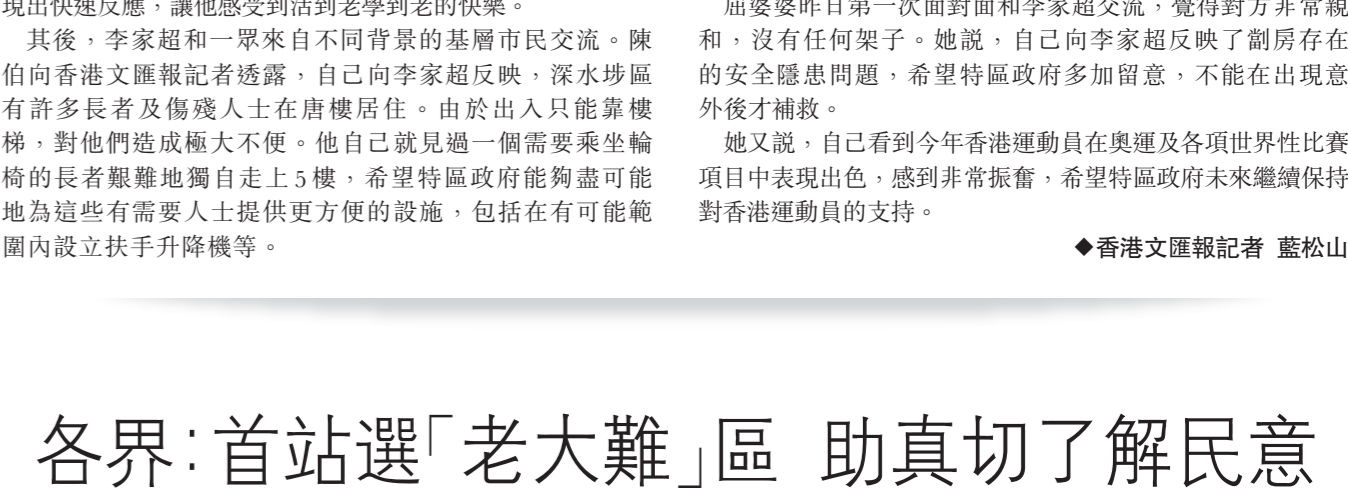 現出快速反應，讓他感受到活到老學到老的快樂。
其後，李家超和一眾來自不同背景的基層市民交流。陳
伯向香港文匯報記者透露，自己向李家超反映，深水埗區
有許多長者及傷殘人士在唐樓居住。由於出入只能靠樓
梯，對他們造成極大不便。他自己就見過一個需要乘坐輪
椅的長者艱難地獨自走上5樓，希望特區政府能夠盡可能
地為這些有需要人士提供更方便的設施，包括在有可能範
圍內設立扶手升降機等。
屈婆婆昨日第一次面對面和李家超交流，覺得對方非常親
和，沒有任何架子。她説，自己向李家超反映了劏房存在
的安全隱患問題，希望特區政府多加留意，不能在出現意
外後才補救。
她又説，自己看到今年香港運動員在奧運及各項世界性比賽
項目中表現出色，感到非常振奮，希望特區政府未來繼續保持
對香港運動員的支持。
◆香港文匯報記者 藍松山
各界：首站選「老大難」區 助真切了解民意